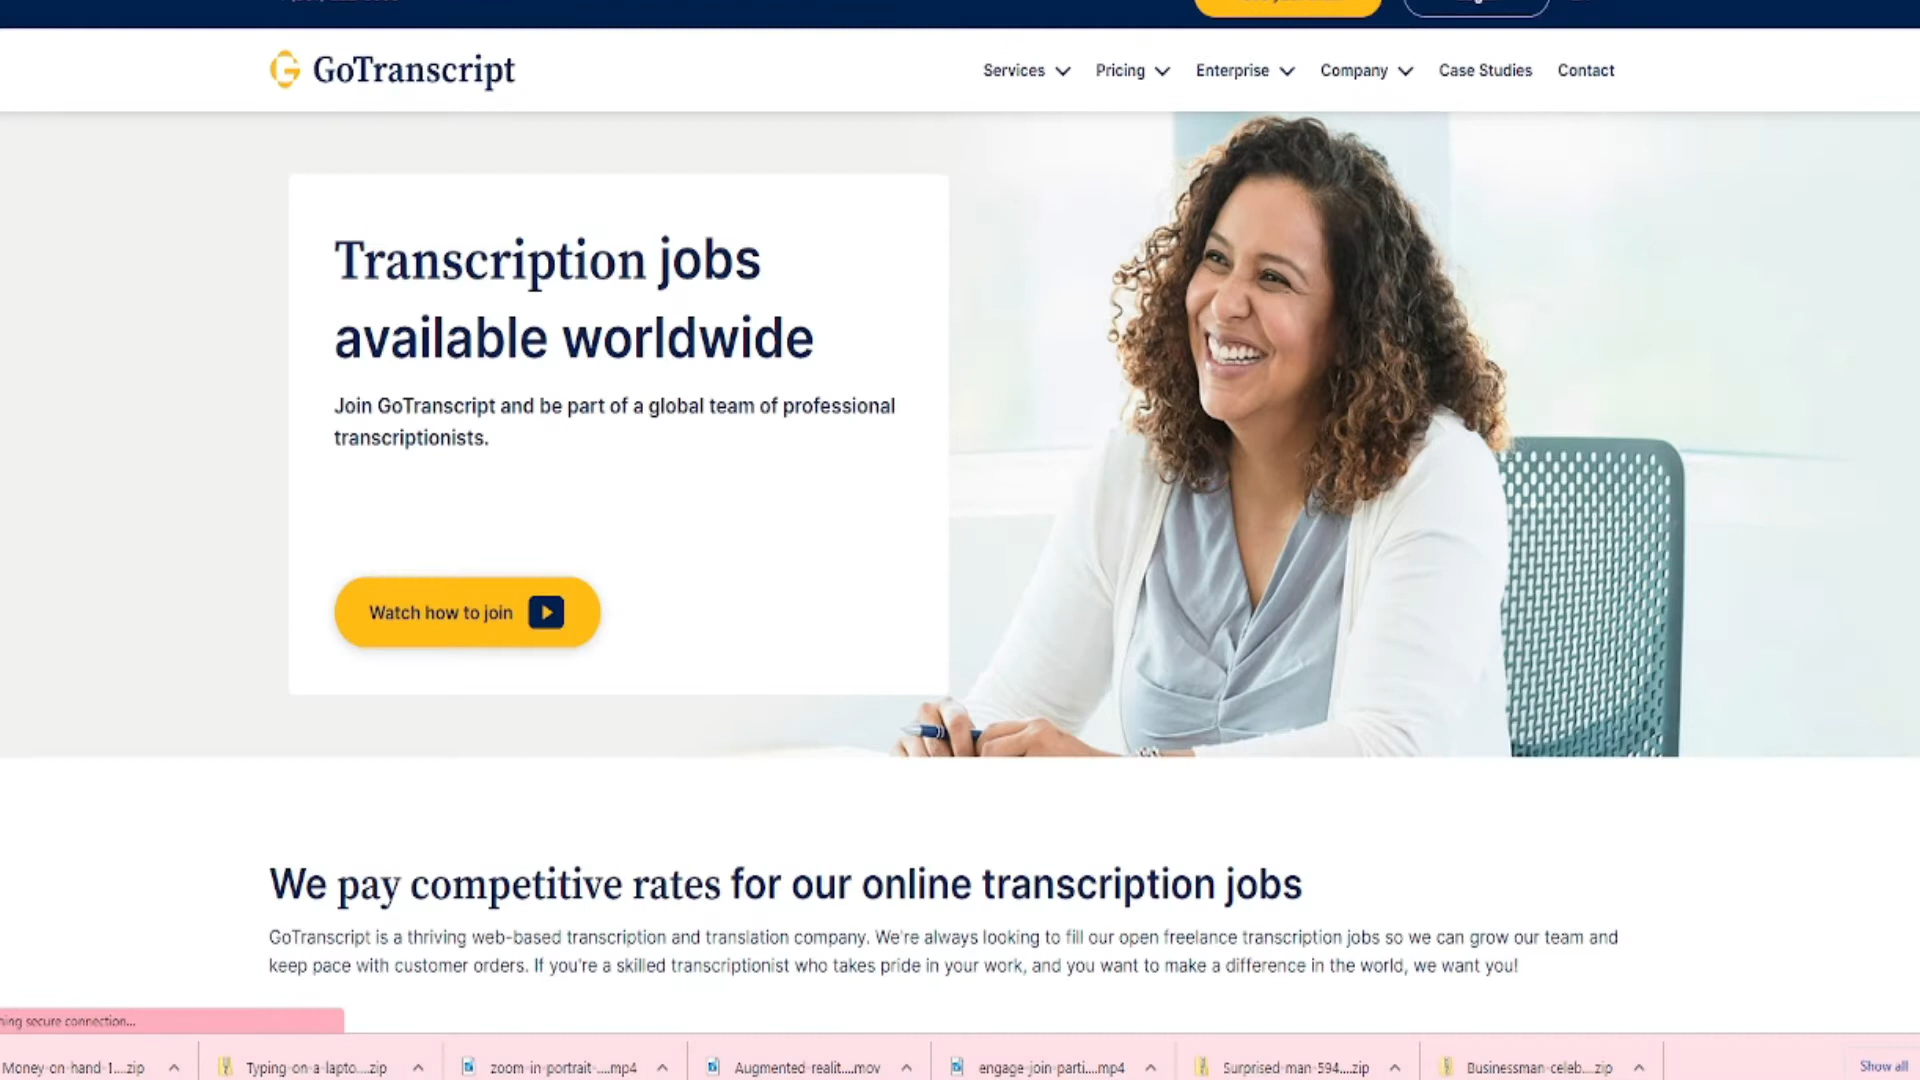 GoTranscript
Services Pricing Enterprise Company Case Studies Contact
Transcription jobs
available worldwide
Join GoTranscript and be part of a global team of professional
transcriptionists.
Watch how to join
We pay competitive rates for our online transcription jobs
GoTranscript is a thriving web-based transcription and translation company. We're always looking to fill our open freelance transcription jobs so we can grow our team and
keep pace with customer orders. If you're a skilled transcriptionist who takes pride in your work, and you want to make a difference in the world, we want you!
secure connection...
Money-on-hand-1....zip Typing-on-a-lapto....zip zoom-in-portrait-....mp4 Augmented-realit....mov engage-join-parti....mp4 Surprised-man-594....zip Businessman-celeb....zip Show all